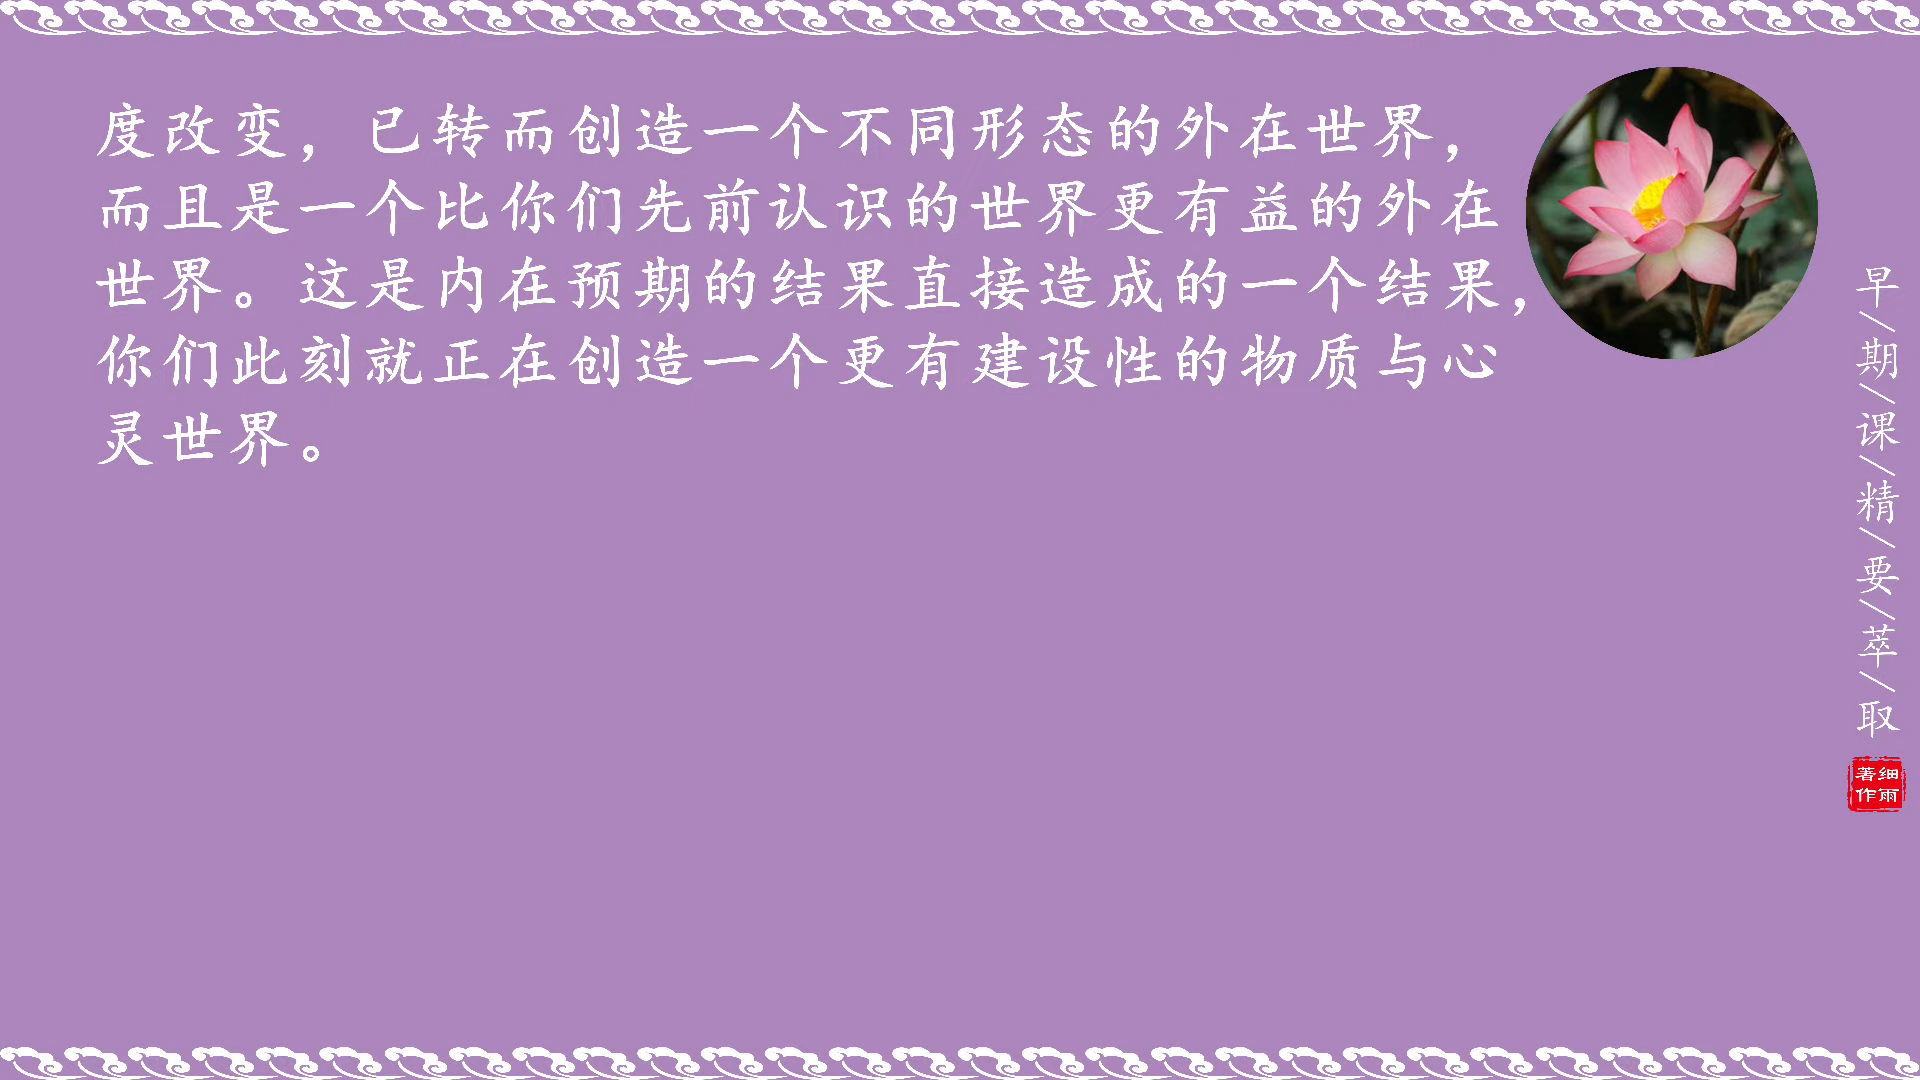 度改变，已转而创造一个不同形态的外在世界，
而且是一个比你们先前认识的世界更有益的外在
世界。这是内在预期的结果直接造成的一个结果，
你们此刻就正在创造一个更有建设性的物质与心
灵世界。
早/期/课/精/要/萃/取
细雨
著作